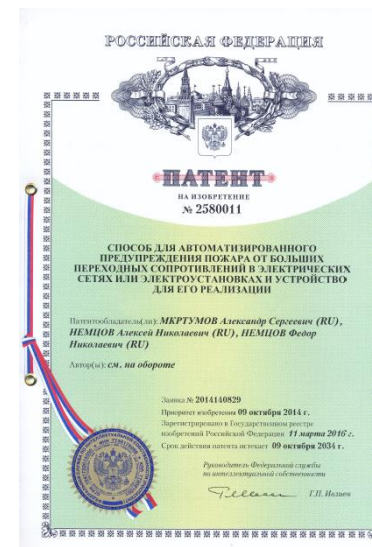 РОССИЙСКАЯ ФЕДЕРАЦИЯ
ПАТЕНТ
НА ИЗОБРЕТЕНИЕ
№ 2580011
СПОСОБ ДЛЯ АВТОМАТИЗИРОВАННОГО
ПРЕДУПРЕЖДЕНИЯ ПОЖАРА ОТ БОЛЬШИХ
ПЕРЕХОДНЫХ СОПРОТИВЛЕНИЙ В ЭЛЕКТРИЧЕСКИХ
СЕТЯХ ИЛИ ЭЛЕКТРОУСТАНОВКАХ И УСТРОЙСТВО
ДЛЯ ЕГО РЕАЛИЗАЦИИ
Патентообладатель(ли): МКРТУМОВ Александр Сергеевич (RU),
НЕМЦОВ Алексей Николаевич (RU), НЕМЦОВ Федор
Николаевич (RU)
Автор(ы): см. на обороте
Заявка № 2014140829
Приоритет изобретения 09 октября 2014 г.
Зарегистрировано в Государственном реестре
изобретений Российской Федерации 11 марта 2016 г.
Срок действия патента истекает 09 октября 2034 г.
Руководитель Федеральной службы
по интеллектуальной собственности
Г.П. Ивлиев